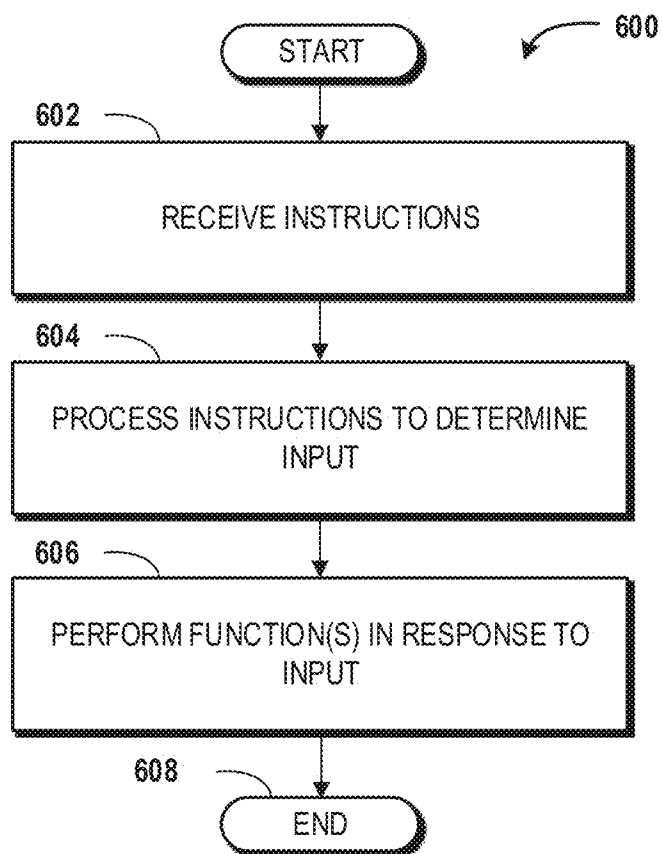 START
600
602
RECEIVE INSTRUCTIONS
604
PROCESS INSTRUCTIONS TO DETERMINE
INPUT
606
PERFORM FUNCTION(S) IN RESPONSE TO
INPUT
608
END